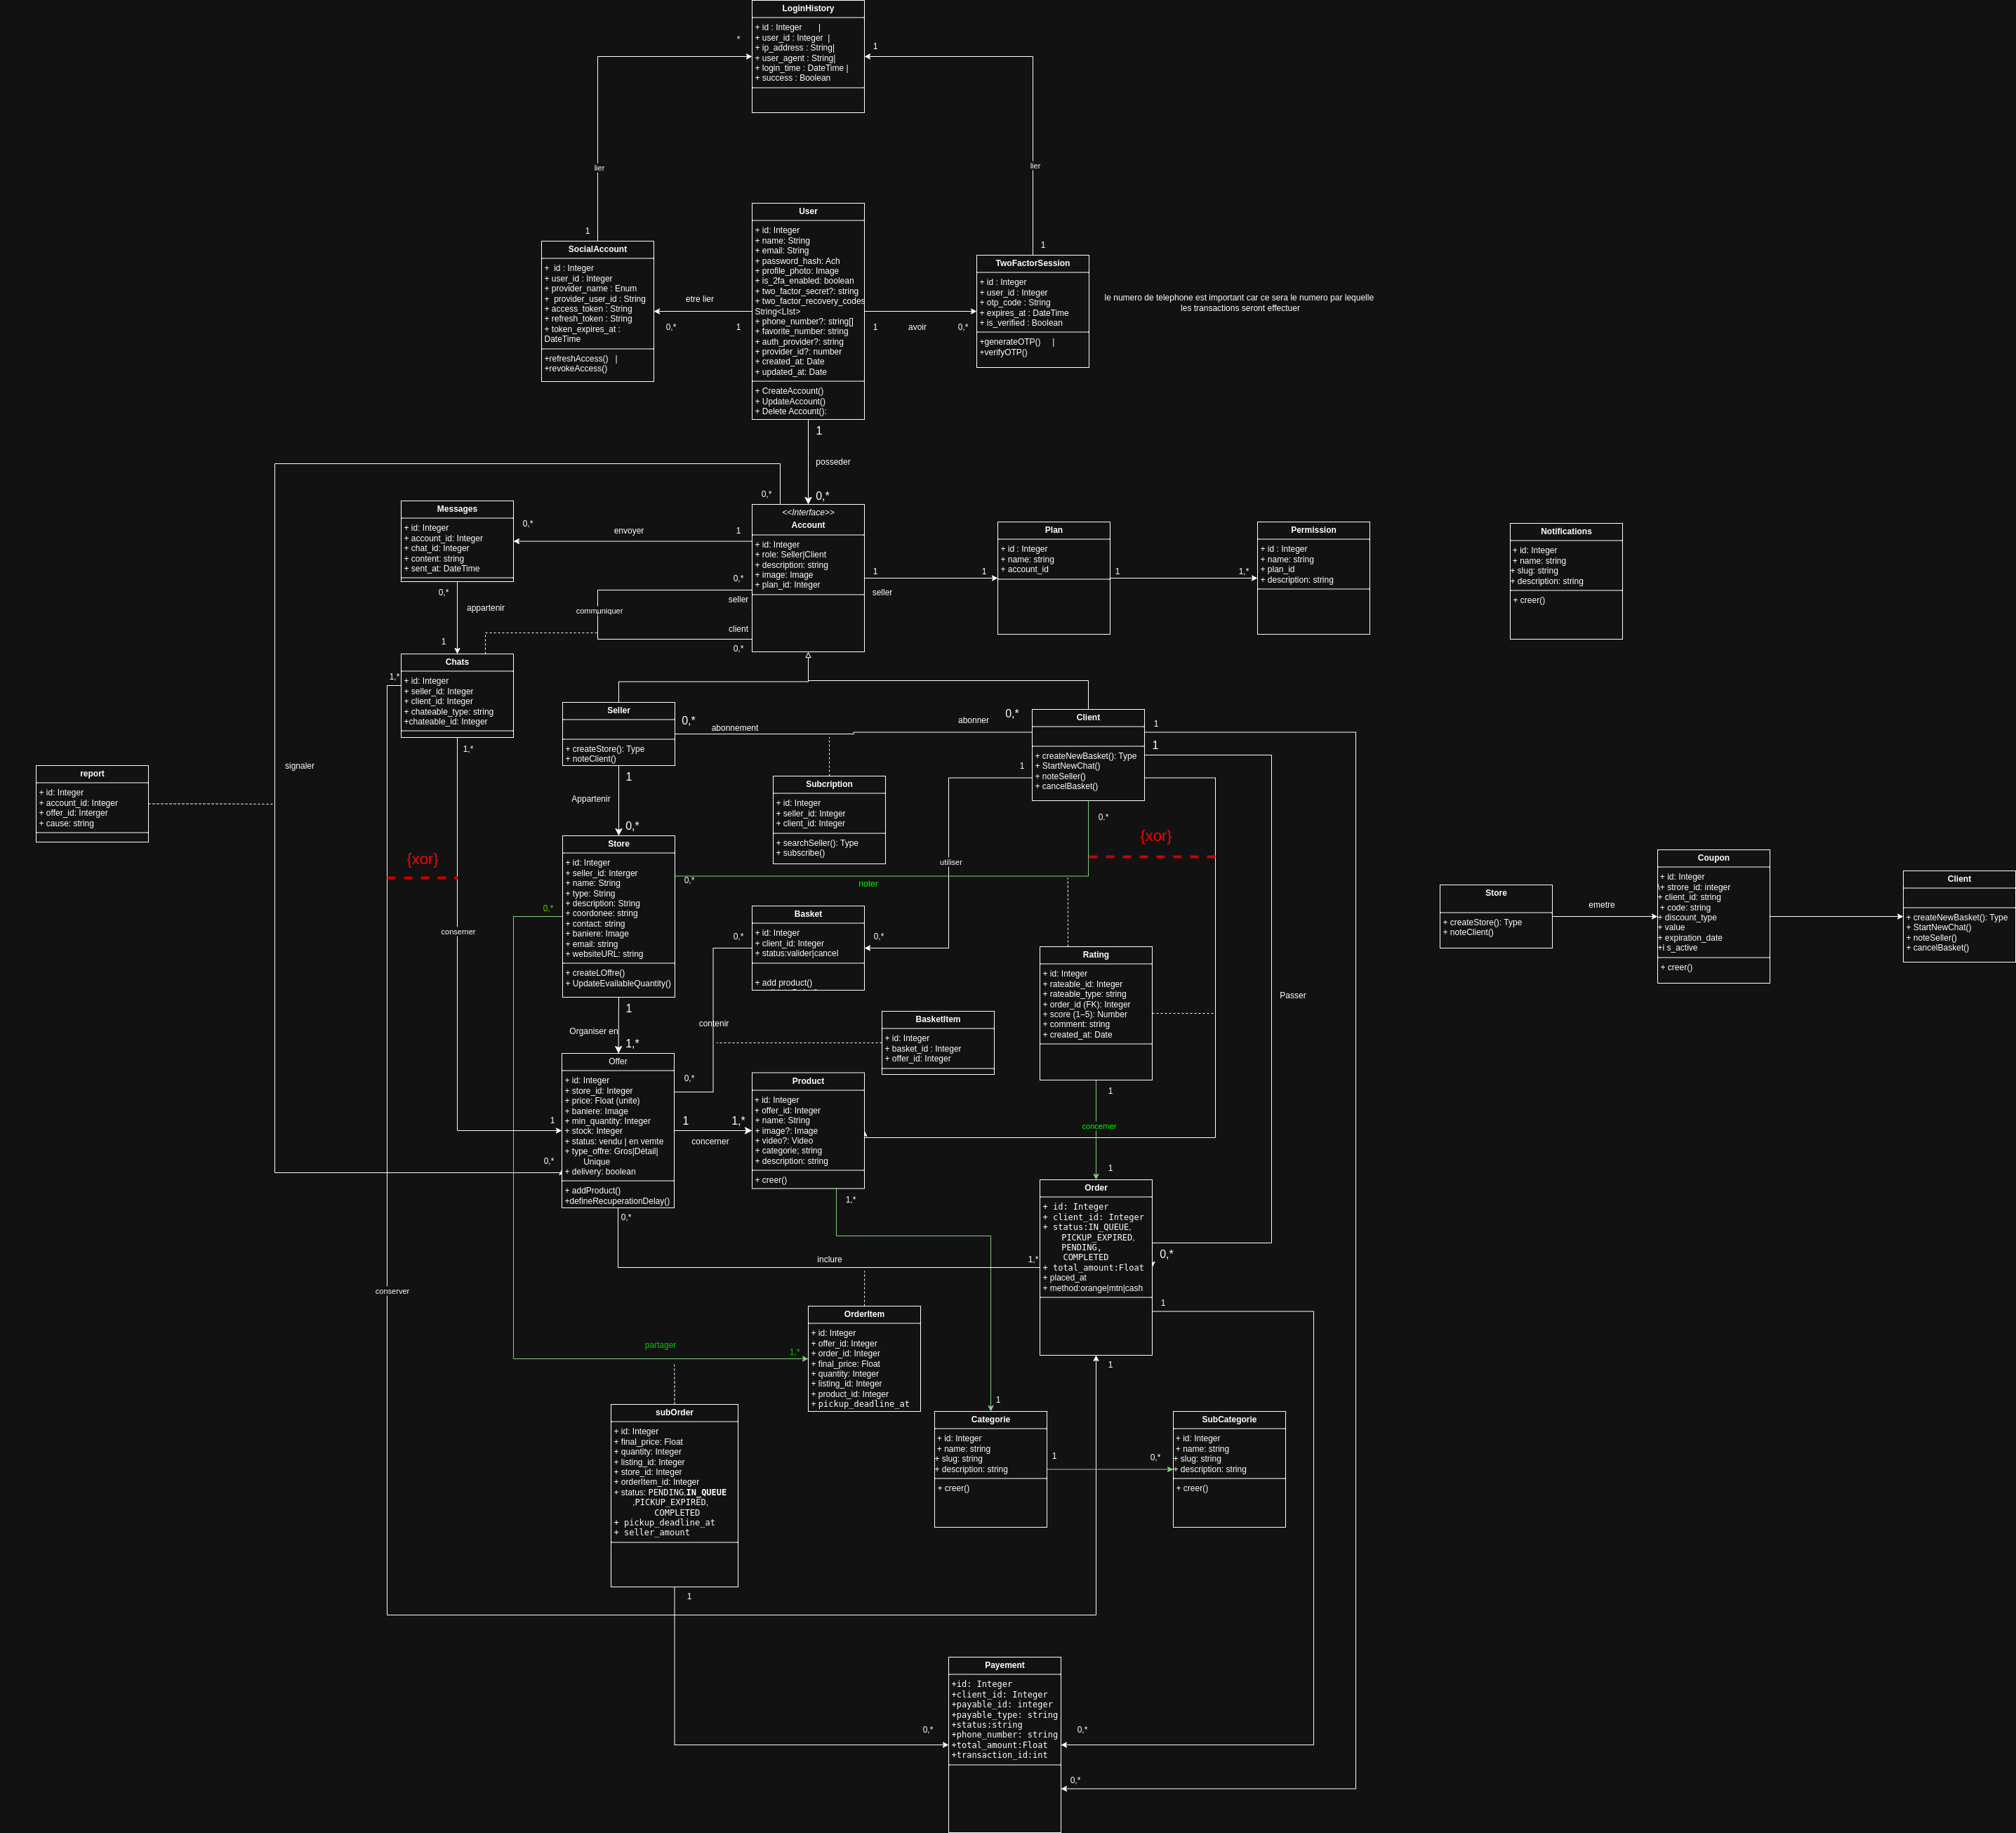 LoginHistory
+ id : Integer |
+ user_id : Integer |
+ ip_address : String|
+ user_agent : String|
+ login_time : DateTime |
+ success : Boolean
*
1
lier
lier
1
1
User
+ id: Integer
+ name: String
+ email: String
+ password_hash: Ach
+ profile_photo: Image
+ is_2fa_enabled: boolean
+ two_factor_secret?: string
+ two_factor_recovery_codes
String<LIst>
+ phone_number?: string[]
+ favorite_number: string
+ auth_provider?: string
+ provider_id?: number
+ created_at: Date
+ updated_at: Date
+ CreateAccount()
+ UpdateAccount()
+ Delete Account():
SocialAccount
+ id : Integer
+ user_id : Integer
+ provider_name : Enum
+ provider_user_id : String
+ access_token : String
+ refresh_token : String
+ token_expires_at :
DateTime
+refreshAccess() |
+revokeAccess()
etre lier
0,*
1
TwoFactorSession
+ id : Integer
+ user_id : Integer
+ otp_code : String
+ expires_at : DateTime
+ is_verified : Boolean
+generateOTP() |
+verifyOTP()
1
avoir
0,*
le numero de telephone est important car ce sera le numero par lequelle
les transactions seront effectuer
1
posseder
0,*
0,*
Messages
+ id: Integer
+ account_id: Integer
+ chat_id: Integer
+ content: string
+ sent_at: DateTime
0,*
envoyer
1
<<Interface>>
Account
+ id: Integer
+ role: Seller|Client
+ description: string
+ image: Image
+ plan_id: Integer
0,*
seller
communiquer
client
0,*
1
seller
1
Plan
+ id : Integer
+ name: string
+ account_id
1
1,*
Permission
+ id : Integer
+ name: string
+ plan_id
+ description: string
Notifications
+ id: Integer
+ name: string
+ slug: string
+ description: string
+ creer()
0,*
appartenir
1
Chats
+ id: Integer
+ seller_id: Integer
+ client_id: Integer
+ chateable_type: string
+chateable_id: Integer
1,*
1,*
signaler
report
+ id: Integer
+ account_id: Integer
+ offer_id: Interger
+ cause: string
{xor}
conserner
conserver
Seller
+ createStore(): Type
+ noteClient()
0,*
abonnement
abonner
0,*
Client
+ createNewBasket(): Type
+ StartNewChat()
+ noteSeller()
+ cancelBasket()
1
1
1
0.*
{xor}
Subcription
+ id: Integer
+ seller_id: Integer
+ client_id: Integer
+ searchSeller(): Type
+ subscribe()
1
Appartenir
0,*
Store
+ id: Integer
+ seller_id: Interger
+ name: String
+ type: String
+ description: String
+ coordonee: string
+ contact: string
+ baniere: Image
+ email: string
+ websiteURL: string
+ createLOffre()
+ UpdateEvailableQuantity()
0,*
noter
utiliser
0,*
Basket
+ id: Integer
+ client_id: Integer
+ status:valider|cancel
+ add product()
0,*
0,*
contenir
BasketItem
+ id: Integer
+ basket_id : Integer
+ offer_id: Integer
Rating
+ id: Integer
+ rateable_id: Integer
+ rateable_type: string
+ order_id (FK): Integer
+ score (1–5): Number
+ comment: string
+ created_at: Date
Passer
Store
+ createStore(): Type
+ noteClient()
emetre
Coupon
+ id: Integer
\+ strore_id: integer
+ client_id: string
+ code: string
+ discount_type
+ value
+ expiration_date
+i s_active
+ creer()
Client
+ createNewBasket(): Type
+ StartNewChat()
+ noteSeller()
+ cancelBasket()
1
Organiser en
1,*
Offer
+ id: Integer
+ store_id: Integer
+ price: Float (unite)
+ baniere: Image
+ min_quantity: Integer
+ stock: Integer
+ status: vendu | en vemte
+ type_offre: Gros|Détail|
Unique
+ delivery: boolean
+ addProduct()
+defineRecuperationDelay()
1
0,*
0,*
1
1,*
concerner
Product
+ id: Integer
+ offer_id: Integer
+ name: String
+ image?: Image
+ video?: Video
+ categorie; string
+ description: string
+ creer()
1,*
1
concerner
1
Order
+ id: Integer
+ client_id: Integer
+ status:IN_QUEUE,
PICKUP_EXPIRED,
PENDING,
COMPLETED
+ total_amount:Float
+ placed_at
+ method:orange|mtn|cash
0,*
0,*
inclure
1,*
1
1
OrderItem
+ id: Integer
+ offer_id: Integer
+ order_id: Integer
+ final_price: Float
+ quantity: Integer
+ listing_id: Integer
+ product_id: Integer
+ pickup_deadline_at
partager
1,*
subOrder
+ id: Integer
+ final_price: Float
+ quantity: Integer
+ listing_id: Integer
+ store_id: Integer
+ orderItem_id: Integer
+ status: PENDING,IN_QUEUE
,PICKUP_EXPIRED,
COMPLETED
+ pickup_deadline_at
+ seller_amount
1
1
Categorie
+ id: Integer
+ name: string
+ slug: string
+ description: string
+ creer()
1
0,*
SubCategorie
+ id: Integer
+ name: string
+ slug: string
+ description: string
+ creer()
Payement
+id: Integer
+client_id: Integer
+payable_id: integer
+payable_type: string
+status:string
+phone_number: string
+total_amount:Float
+transaction_id:int
0,*
0,*
0,*